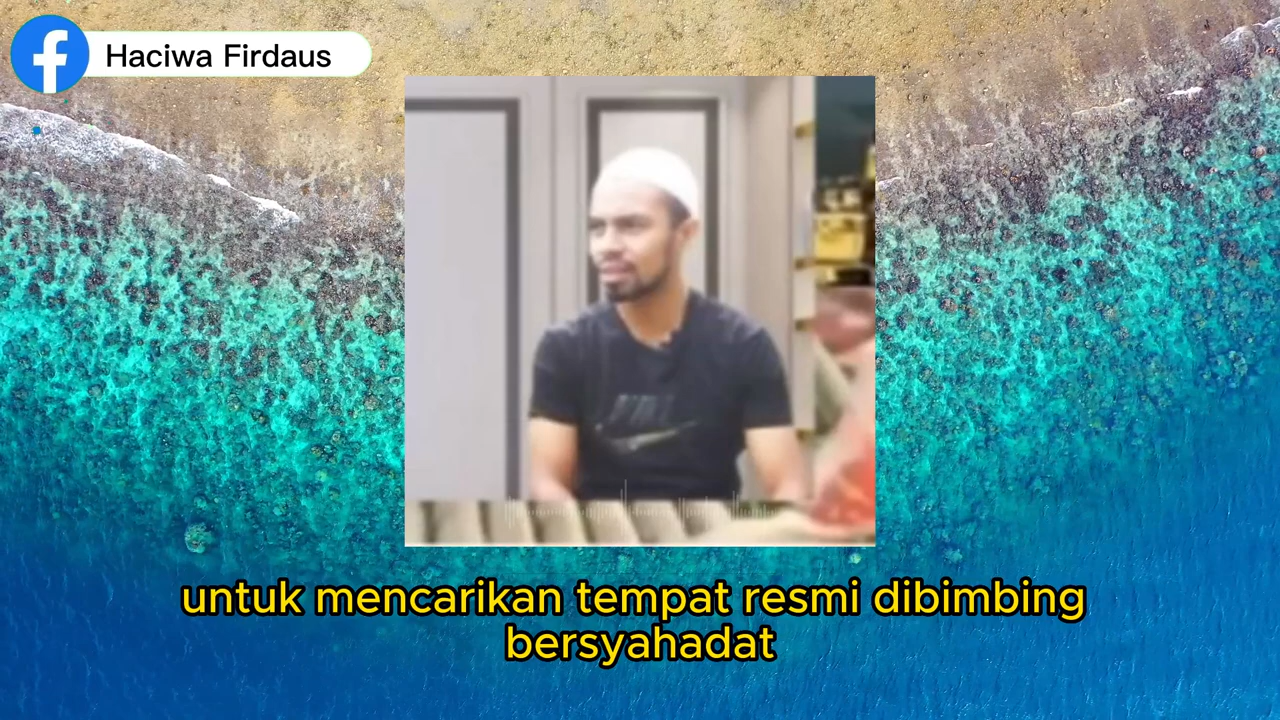 Haciwa Firdaus
untuk mencarikan tempat resmi dibimbing
bersyahadat